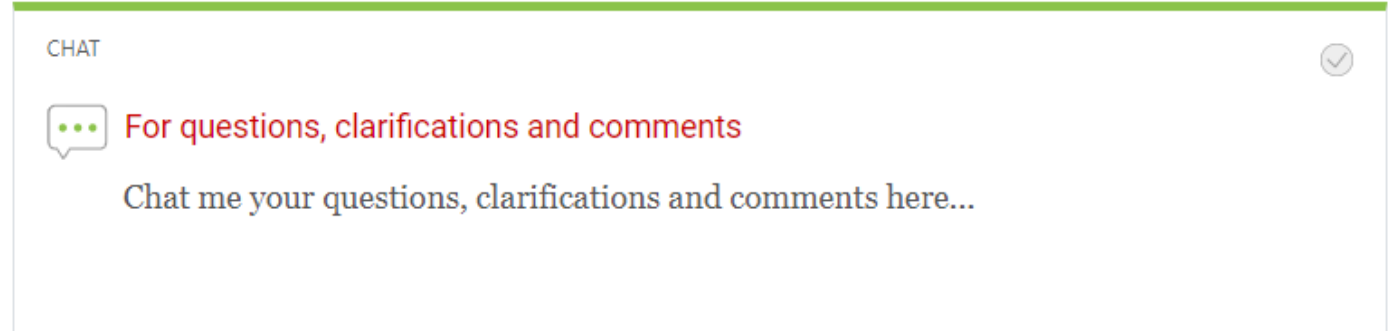 CHAT
For questions, clarifications and comments
Chat me your questions, clarifications and comments here...